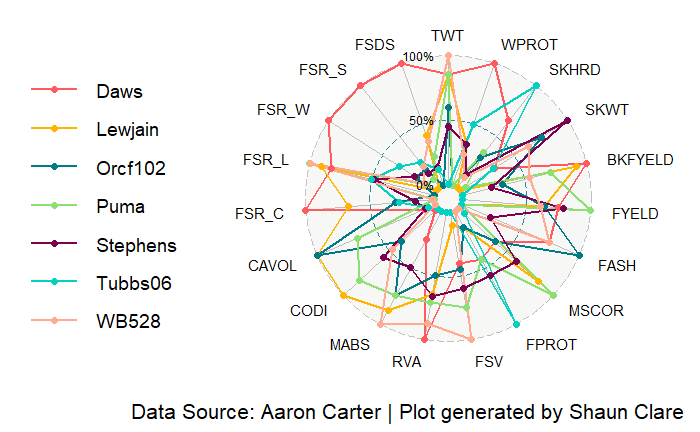 Daws
Lewjain
Orcf102
Puma
Stephens
Tubbs06
WB528
TWT
WPROT
SKHRD
SKWT
BKFYELD
FYELD
FASH
MSCOR
FPROT
FSV
RVA
MABS
CODI
CAVOL
FSR_C
FSR_L
FSR_W
FSR_S
FSDS
100%
50%
0%
Data Source: Aaron Carter | Plot generated by Shaun Clare